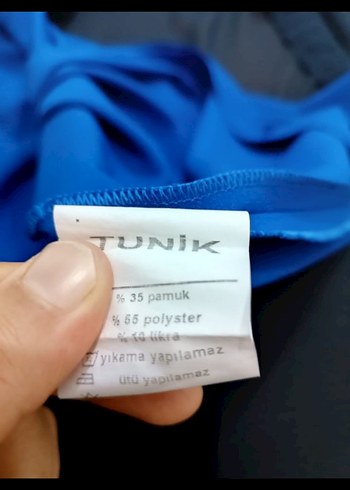 TUNİK
% 35 pamuk
% 55 polyster
% 10 likra
yıkama yapılamaz
ütü yapılamaz